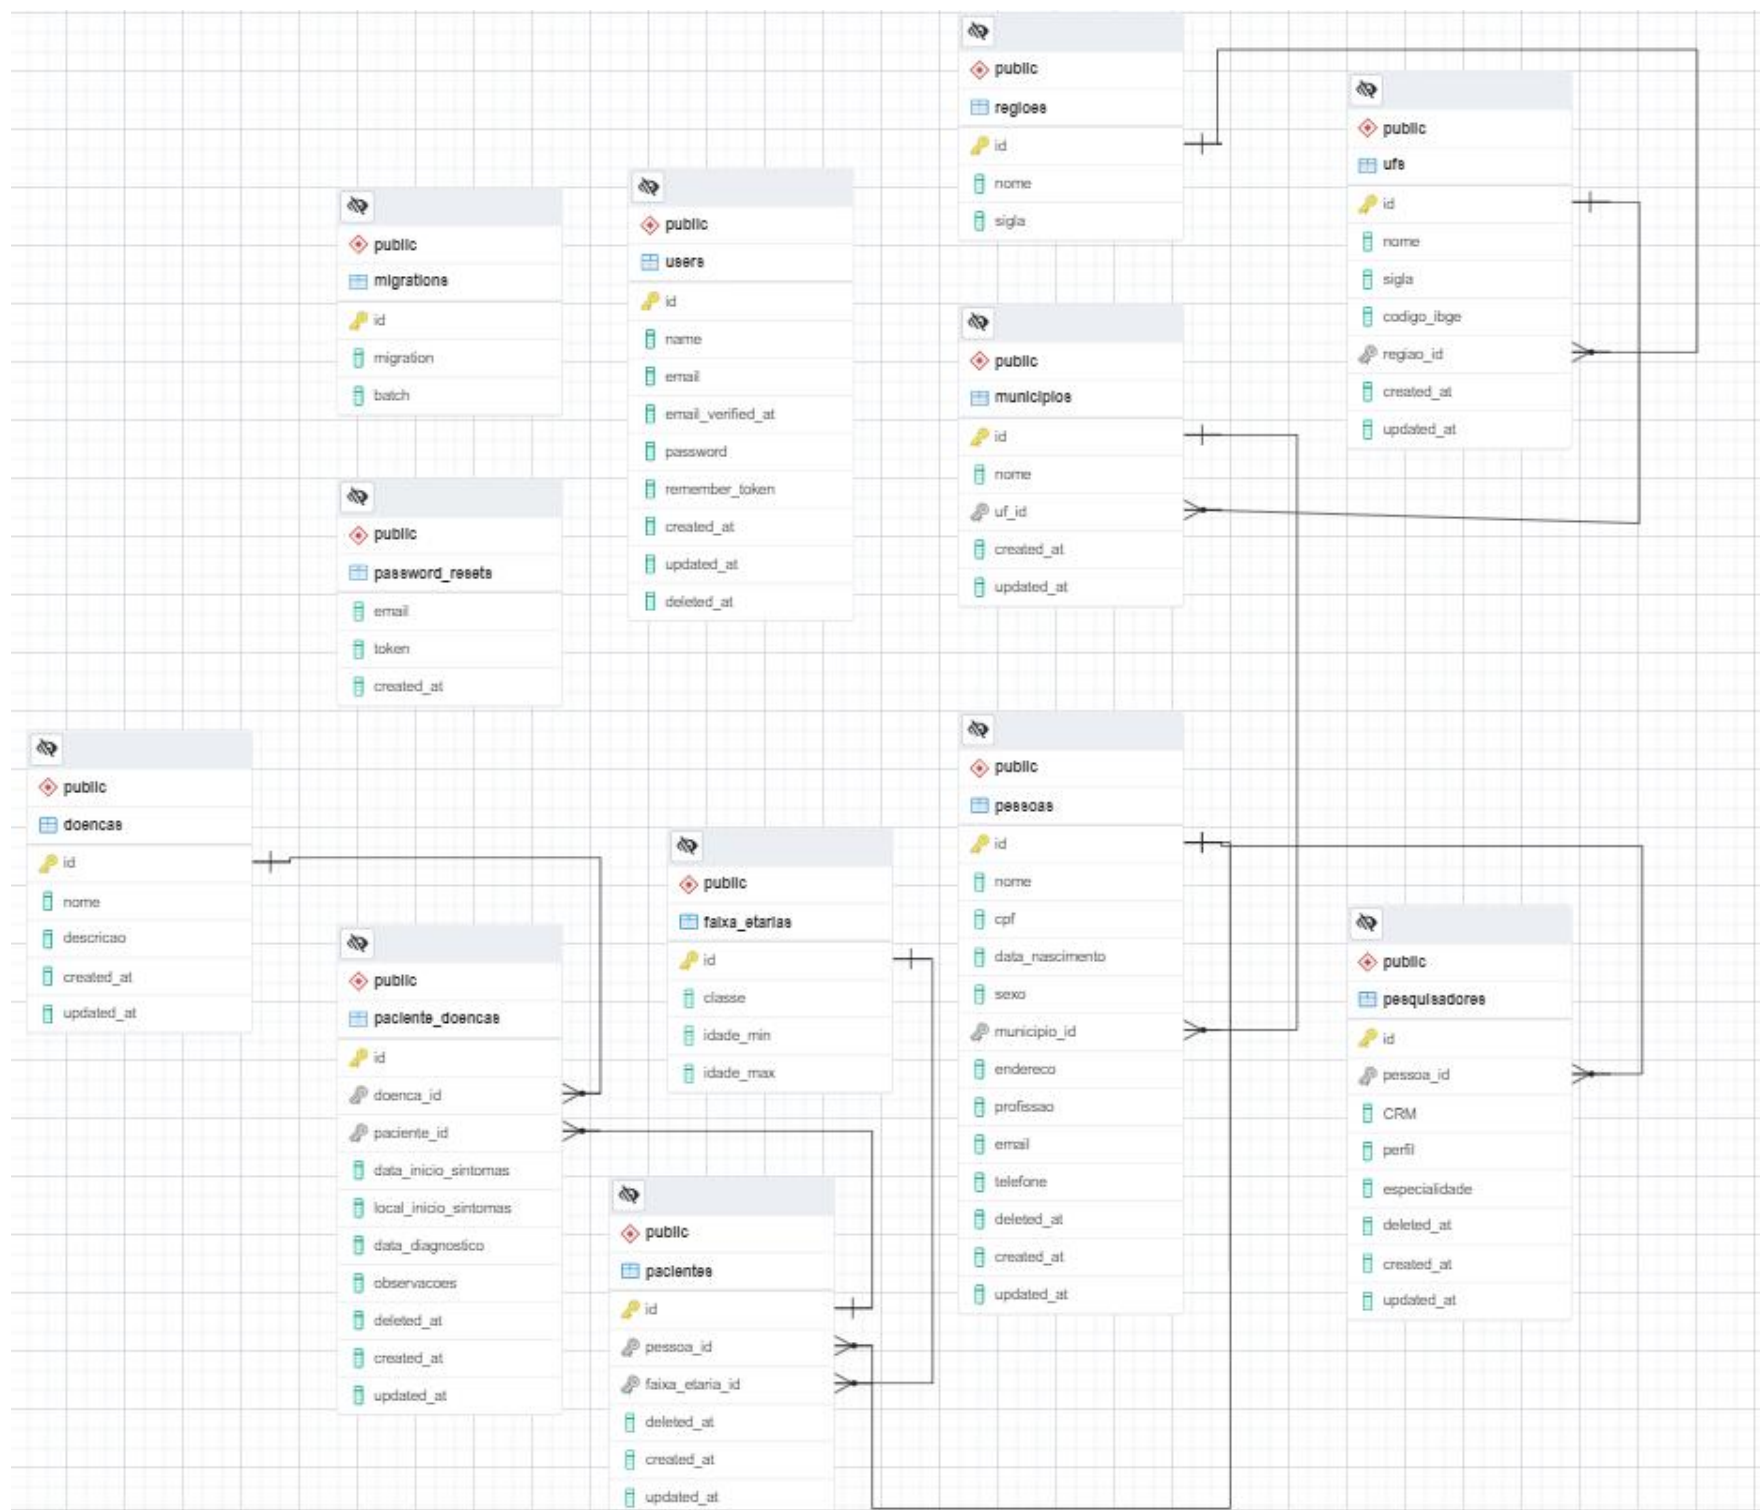 public
regioes
id
nome
sigla
public
ufs
id
nome
sigla
codigo_ibge
regiao_id
created_at
updated_at
public
migrations
id
migration
batch
public
users
id
name
email
email_verified_at
password
remember_token
created_at
updated_at
deleted_at
public
municipios
id
nome
uf_id
created_at
updated_at
public
password_resets
email
token
created_at
public
doencas
id
nome
descricao
created_at
updated_at
public
paciente_doencas
id
doenca_id
paciente_id
data_inicio_sintomas
local_inicio_sintomas
data_diagnostico
observacoes
deleted_at
created_at
updated_at
public
faixa_etarias
id
classe
idade_min
idade_max
public
pacientes
id
pessoa_id
faixa_etaria_id
deleted_at
created_at
updated_at
public
pessoas
id
nome
cpf
data_nascimento
sexo
municipio_id
endereco
profissao
email
telefone
deleted_at
created_at
updated_at
public
pesquisadores
id
pessoa_id
CRM
perfil
especialidade
deleted_at
created_at
updated_at